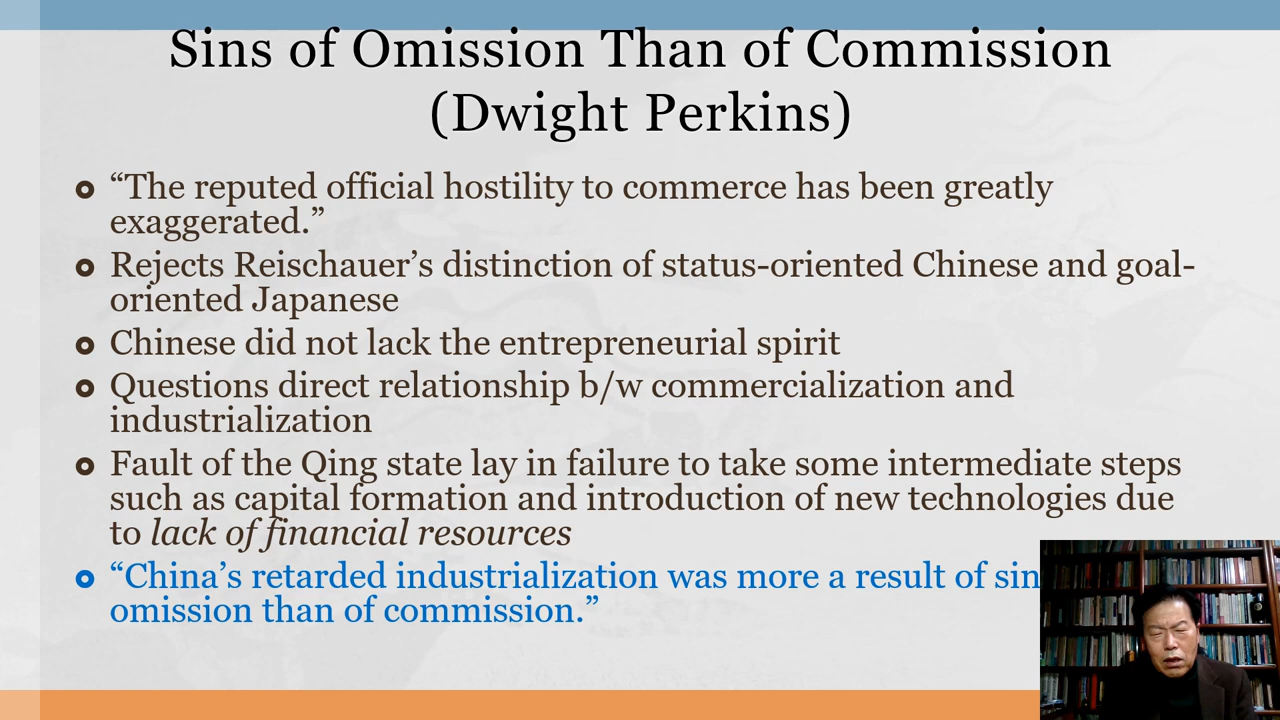 Sins of Omission Than of Commission
(Dwight Perkins)
“The reputed official hostility to commerce has been greatly
exaggerated.”
Rejects Reischauer’s distinction of status-oriented Chinese and goal-
oriented Japanese
Chinese did not lack the entrepreneurial spirit
Questions direct relationship b/w commercialization and
industrialization
Fault of the Qing state lay in failure to take some intermediate steps
such as capital formation and introduction of new technologies due
to lack of financial resources
“China’s retarded industrialization was more a result of sin
omission than of commission.”